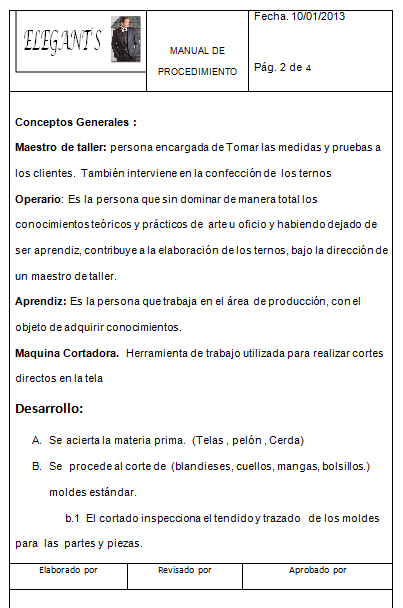 ELEGANT'S
MANUAL DE
PROCEDIMIENTO
Fecha. 10/01/2013
Pág. 2 de 4
Conceptos Generales :
Maestro de taller: persona encargada de Tomar las medidas y pruebas a
los clientes. También interviene en la confección de los ternos
Operario: Es la persona que sin dominar de manera total los
conocimientos teóricos y prácticos de arte u oficio y habiendo dejado de
ser aprendiz, contribuye a la elaboración de los ternos, bajo la dirección de
un maestro de taller.
Aprendiz: Es la persona que trabaja en el área de producción, con el
objeto de adquirir conocimientos.
Maquina Cortadora. Herramienta de trabajo utilizada para realizar cortes
directos en la tela
Desarrollo:
A. Se acierta la materia prima. (Telas , pelón , Cerda)
B. Se procede al corte de (blandieses, cuellos, mangas, bolsillos.)
moldes estándar.
b.1 El cortado inspecciona el tendido y trazado de los moldes
para las partes y piezas.
Elaborado por
Revisado por
Aprobado por